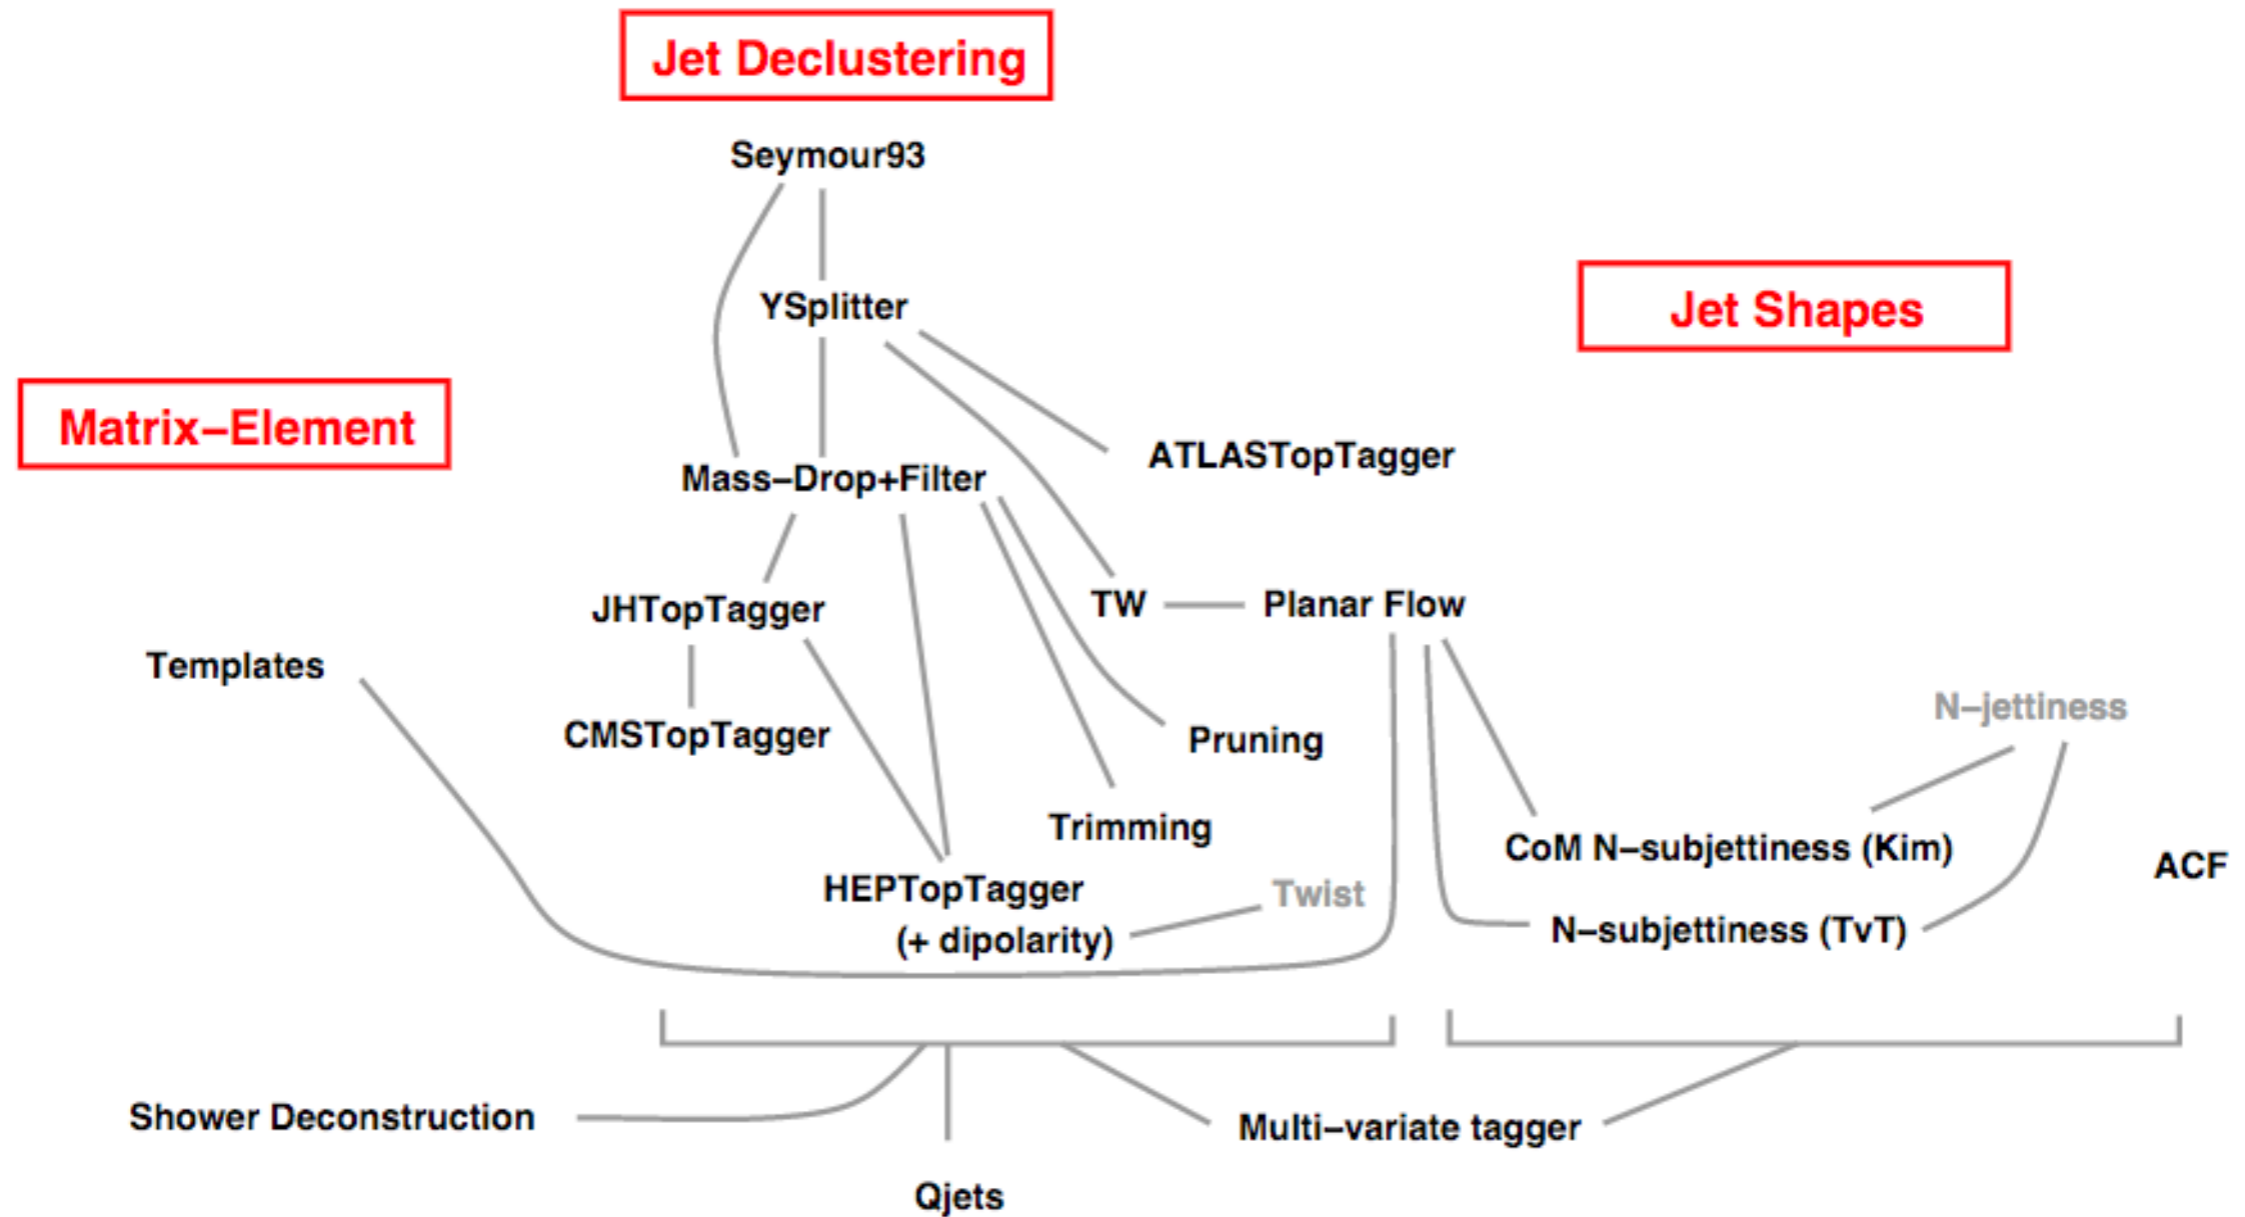 Jet Declustering
Seymour93
YSplitter
Jet Shapes
Matrix–Element
ATLASTopTagger
Mass–Drop+Filter
JHTopTagger
TW
Planar Flow
Templates
N–jettiness
CMSTopTagger
Pruning
Trimming
CoM N–subjettiness (Kim)
ACF
HEPTopTagger
(+ dipolarity)
Twist
N–subjettiness (TvT)
Shower Deconstruction
Multi–variate tagger
Qjets